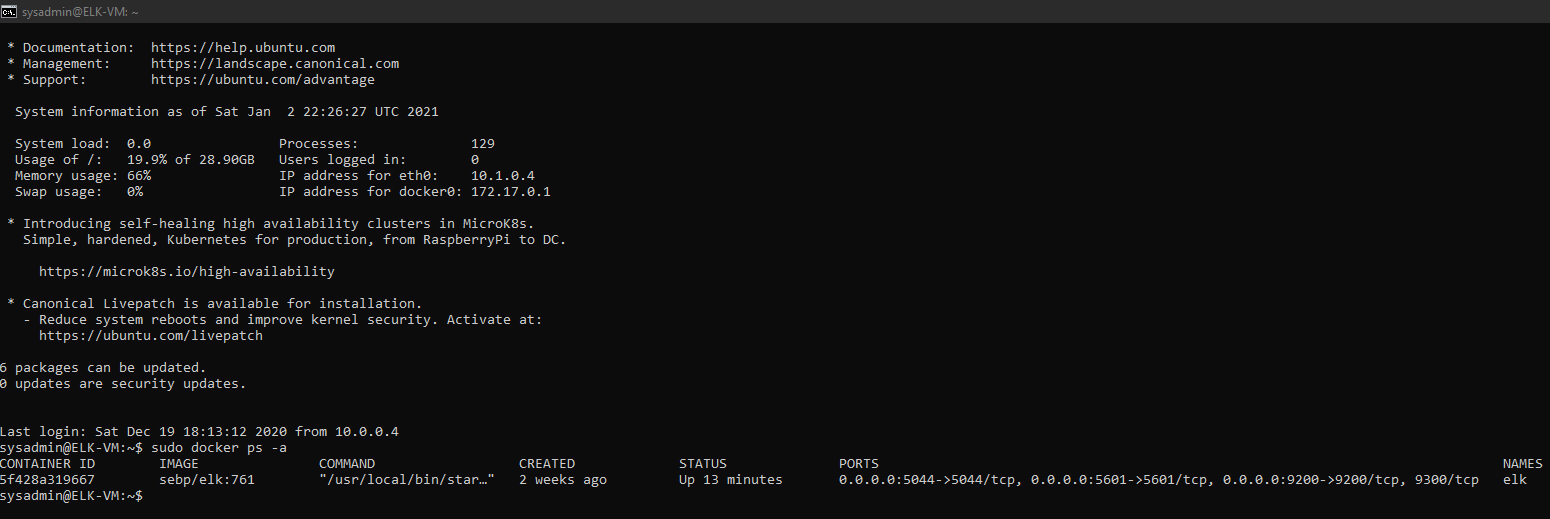 sysadmin@ELK-VM: ~
* Documentation:  https://help.ubuntu.com
* Management:     https://landscape.canonical.com
* Support:        https://ubuntu.com/advantage
System information as of Sat Jan  2 22:26:27 UTC 2021
System load:  0.0                Processes:              129
Usage of /:   19.9% of 28.90GB   Users logged in:        0
Memory usage: 66%                IP address for eth0:    10.1.0.4
Swap usage:   0%                 IP address for docker0: 172.17.0.1
* Introducing self-healing high availability clusters in MicroK8s.
Simple, hardened, Kubernetes for production, from RaspberryPi to DC.
https://microk8s.io/high-availability
* Canonical Livepatch is available for installation.
- Reduce system reboots and improve kernel security. Activate at:
https://ubuntu.com/livepatch
6 packages can be updated.
0 updates are security updates.
Last login: Sat Dec 19 18:13:12 2020 from 10.0.0.4
sysadmin@ELK-VM:~$ sudo docker ps -a
CONTAINER ID        IMAGE               COMMAND                  CREATED             STATUS              PORTS                                                                              NAMES
5f428a319667        sebp/elk:761        "/usr/local/bin/star…"   2 weeks ago         Up 13 minutes       0.0.0.0:5044->5044/tcp, 0.0.0.0:5601->5601/tcp, 0.0.0.0:9200->9200/tcp, 9300/tcp   elk
sysadmin@ELK-VM:~$